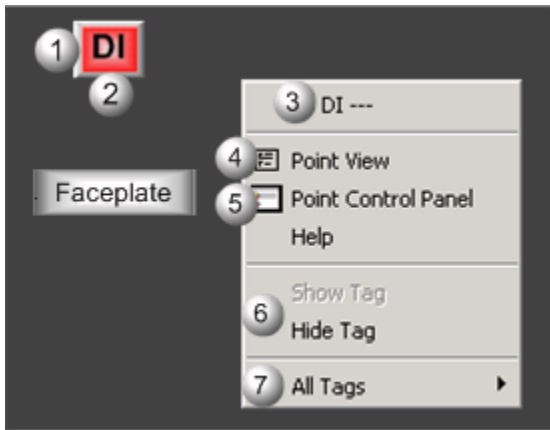 1 DI
2
3 DI ---
4 Point View
Faceplate
5 Point Control Panel
Help
Show Tag
6
Hide Tag
7 All Tags